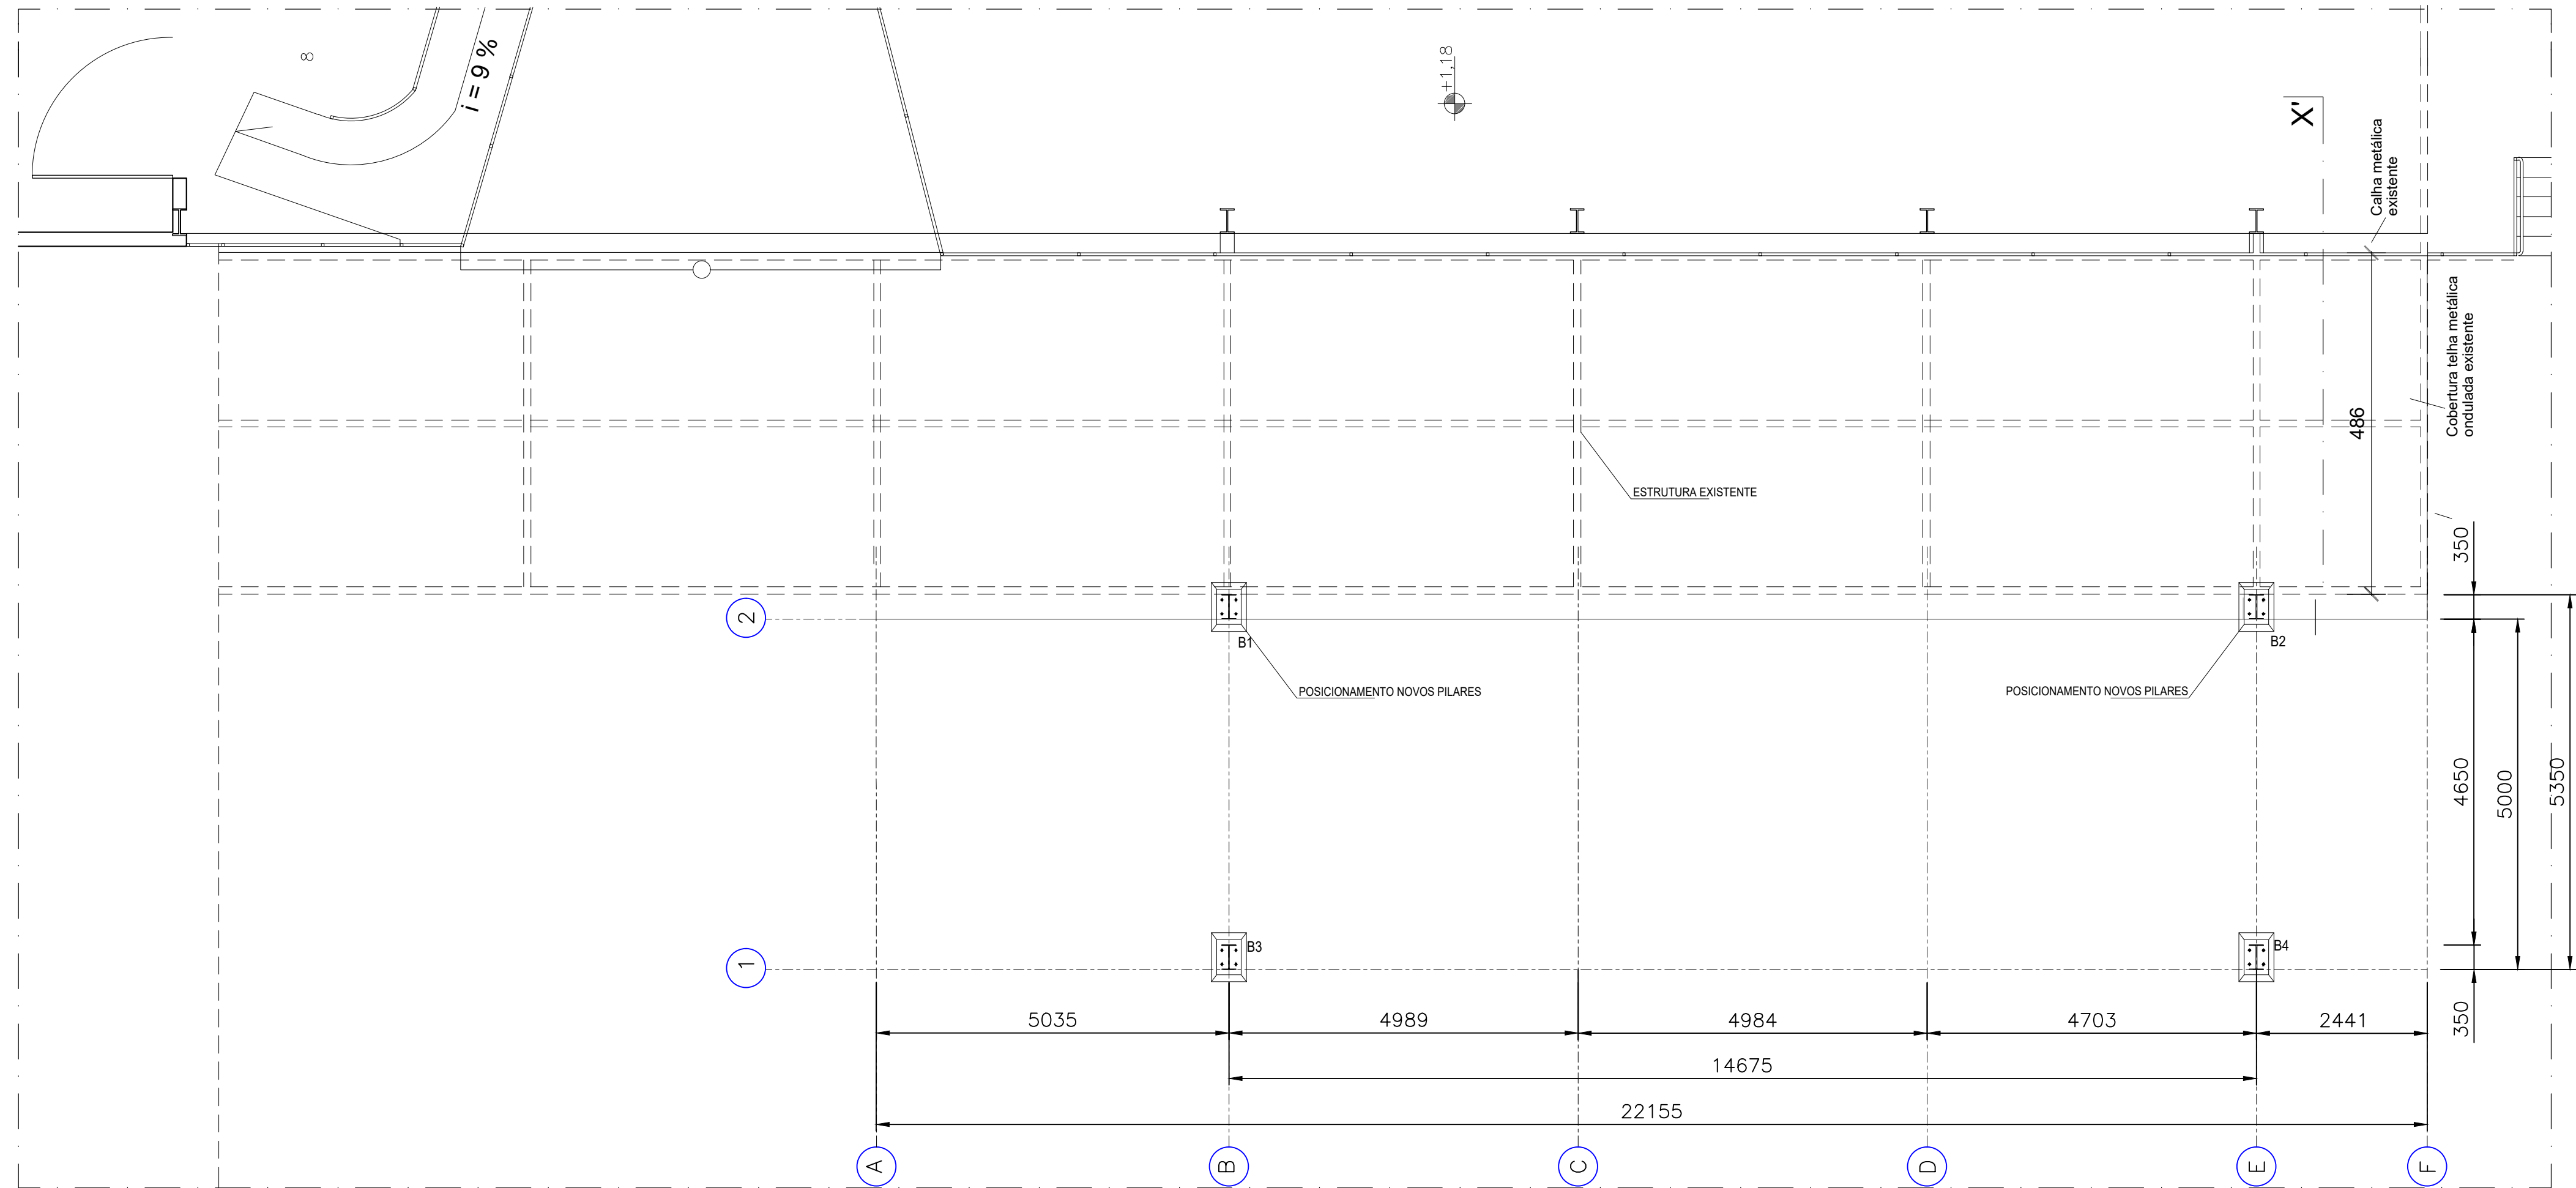 8
i = 9 %
+1,18
X'
Calha metálica
existente
Cobertura telha metálica
ondulada existente
486
ESTRUTURA EXISTENTE
350
2
B1
B2
POSICIONAMENTO NOVOS PILARES
POSICIONAMENTO NOVOS PILARES
4650
5000
5350
1
B3
B4
350
5035
4989
4984
4703
2441
14675
22155
A
B
C
D
E
F